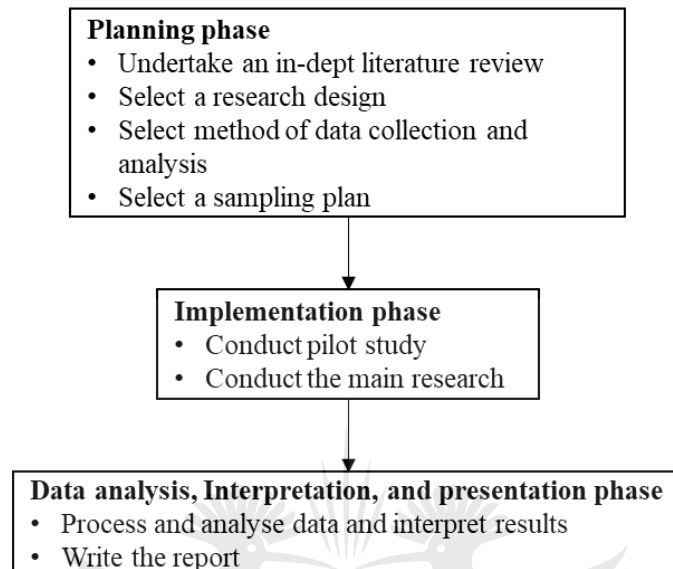 Planning phase
• Undertake an in-dept literature review
• Select a research design
• Select method of data collection and
analysis
• Select a sampling plan
Implementation phase
• Conduct pilot study
• Conduct the main research
Data analysis, Interpretation, and presentation phase
• Process and analyse data and interpret results
• Write the report